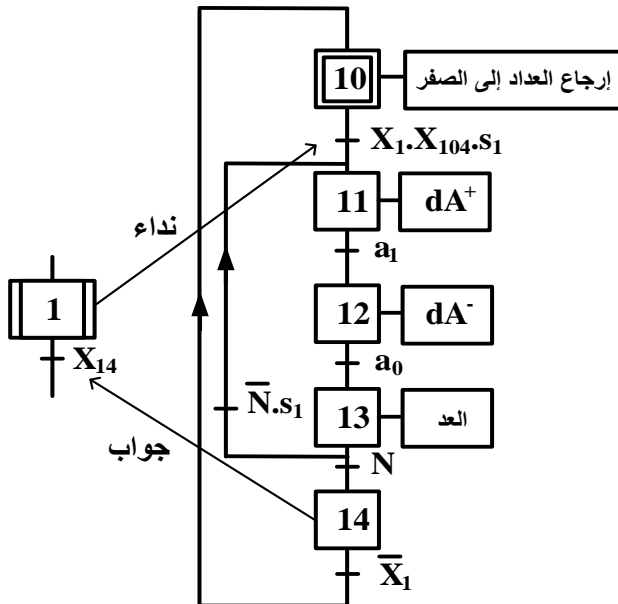 10
إرجاع العداد إلى الصفر
X₁.X₁₀₄.s₁
11
dA⁺
نداء
a₁
1
12
dA⁻
X₁₄
a₀
N̅.s₁
13
العد
جواب
N
14
X̅₁